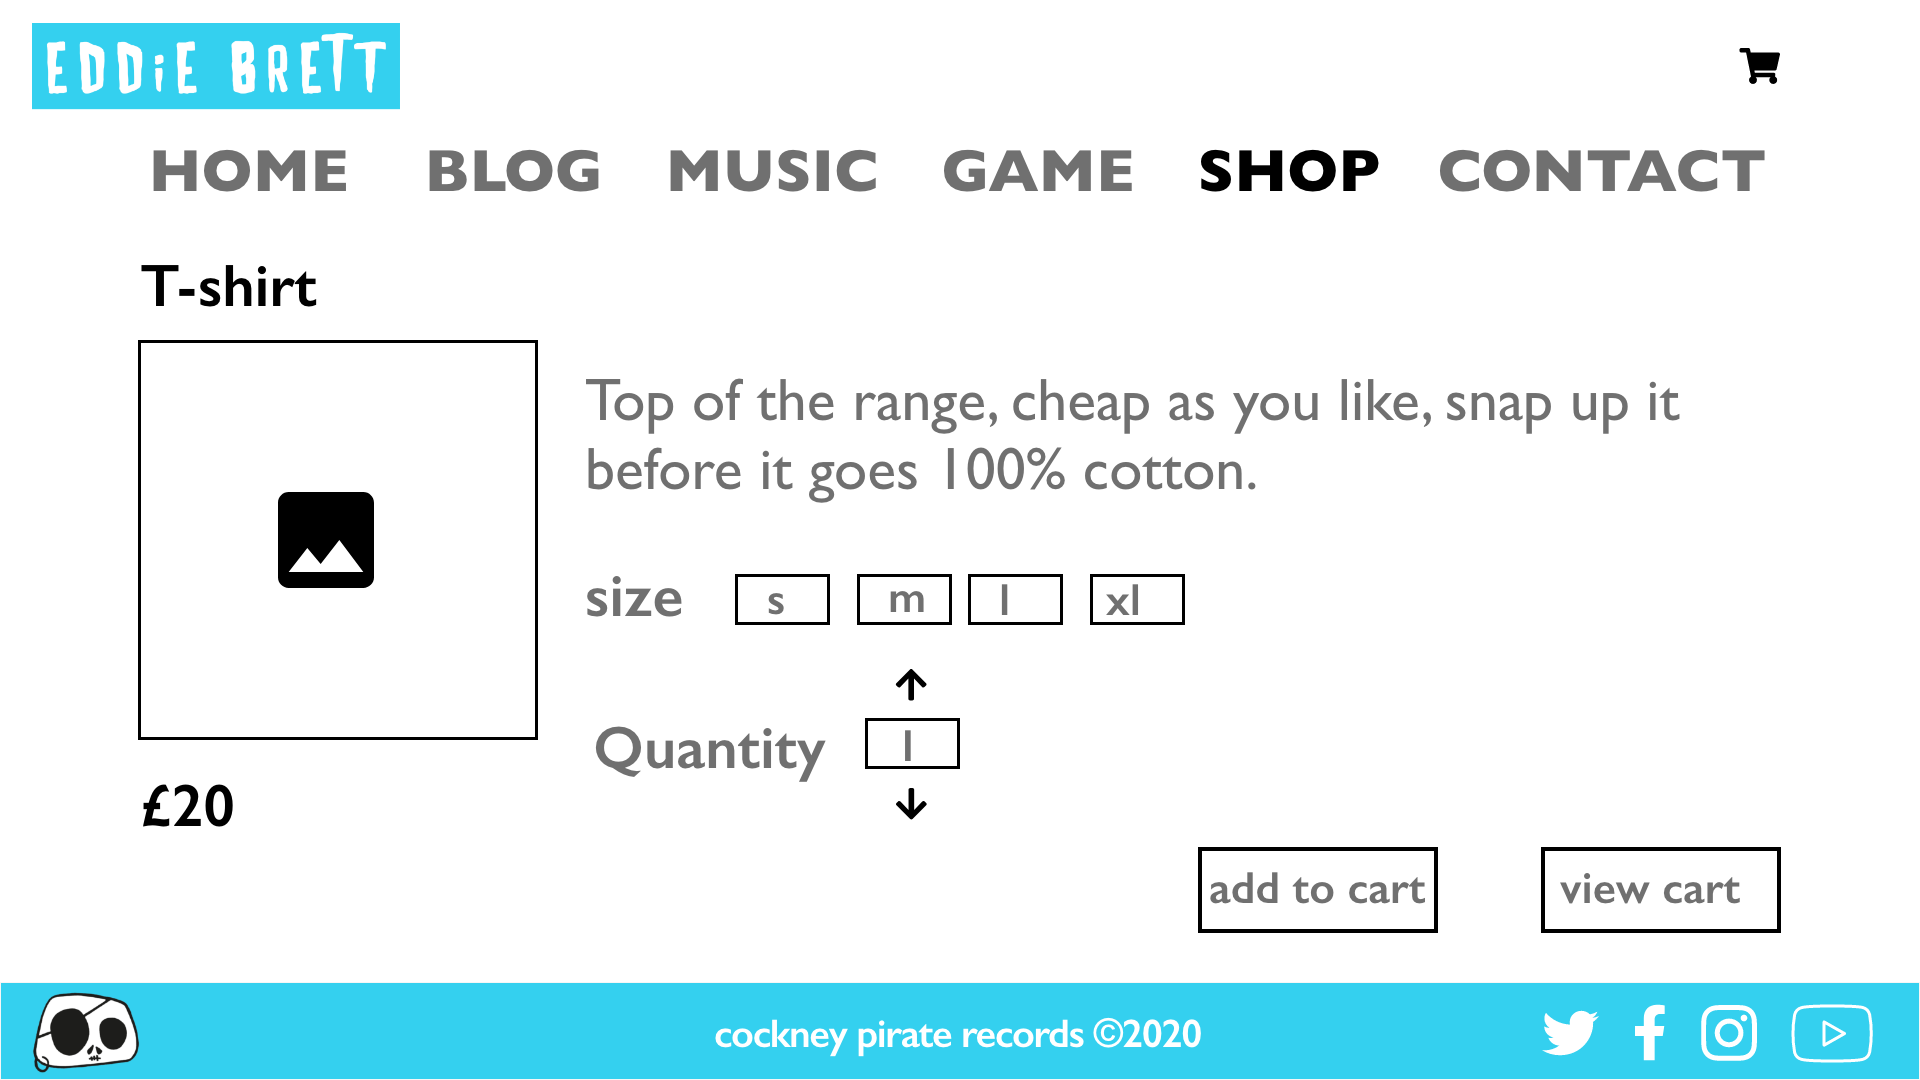 EDDiE BRETT
HOME BLOG MUSIC GAME SHOP CONTACT
T-shirt
Top of the range, cheap as you like, snap up it
before it goes 100% cotton.
size s m l xl
Quantity 1
£20
add to cart view cart
cockney pirate records ©2020